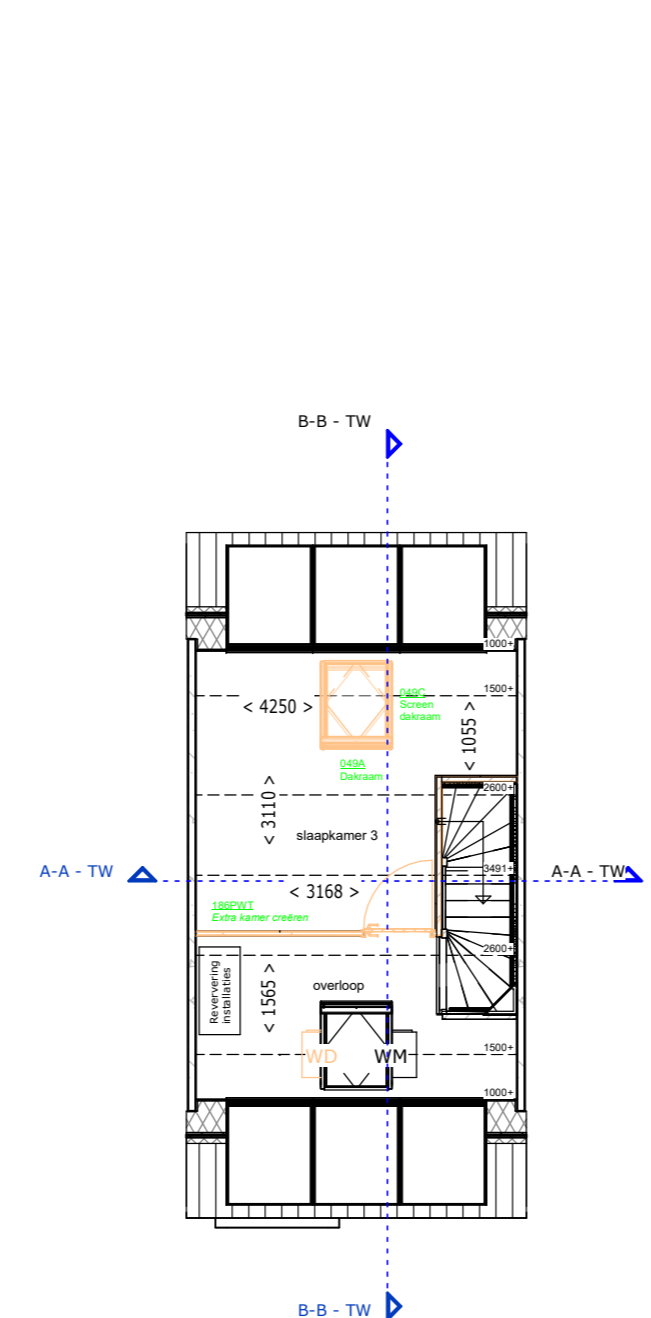 B-B - TW
1000+
1500+
049C
Screen
dakraam
< 4250 >
< 1055 >
049A
Dakraam
2600+
< 3110 >
slaapkamer 3
A-A - TW
3491+
A-A - TW
< 3168 >
186PWT
Extra kamer creëren
2600+
Reververing
installaties
< 1565 >
overloop
1500+
WD
WM
1000+
B-B - TW